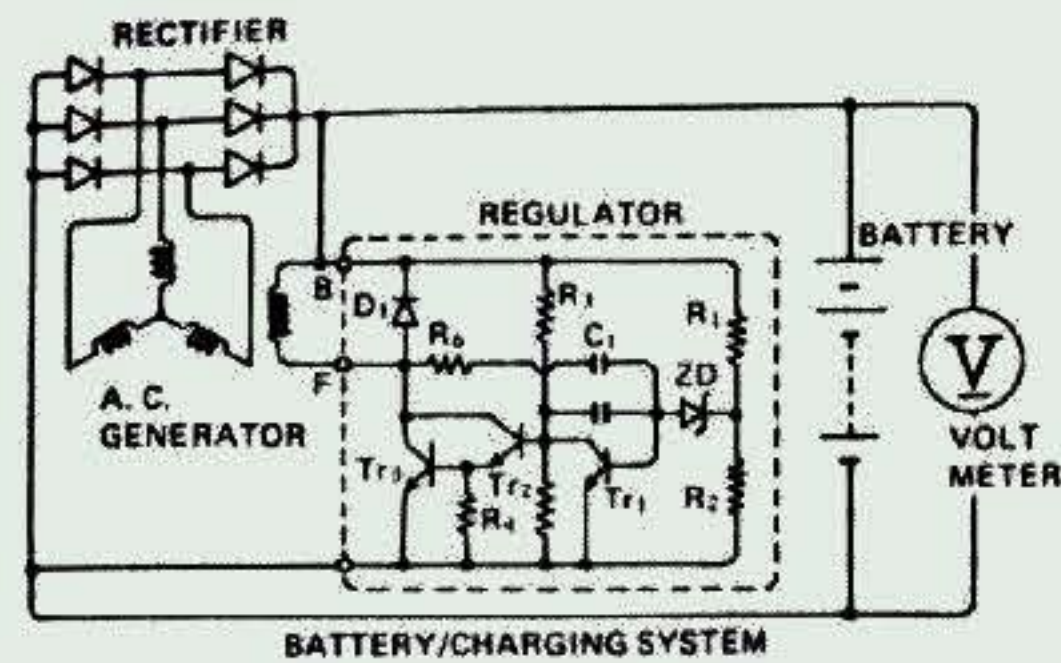 RECTIFIER
REGULATOR
BATTERY
B
D₁
R₃
R₁
R₆
C₁
ZD
V
F
A. C.
GENERATOR
VOLT
METER
Tr₃
Tr₂
R₄
Tr₁
R₂
BATTERY/CHARGING SYSTEM